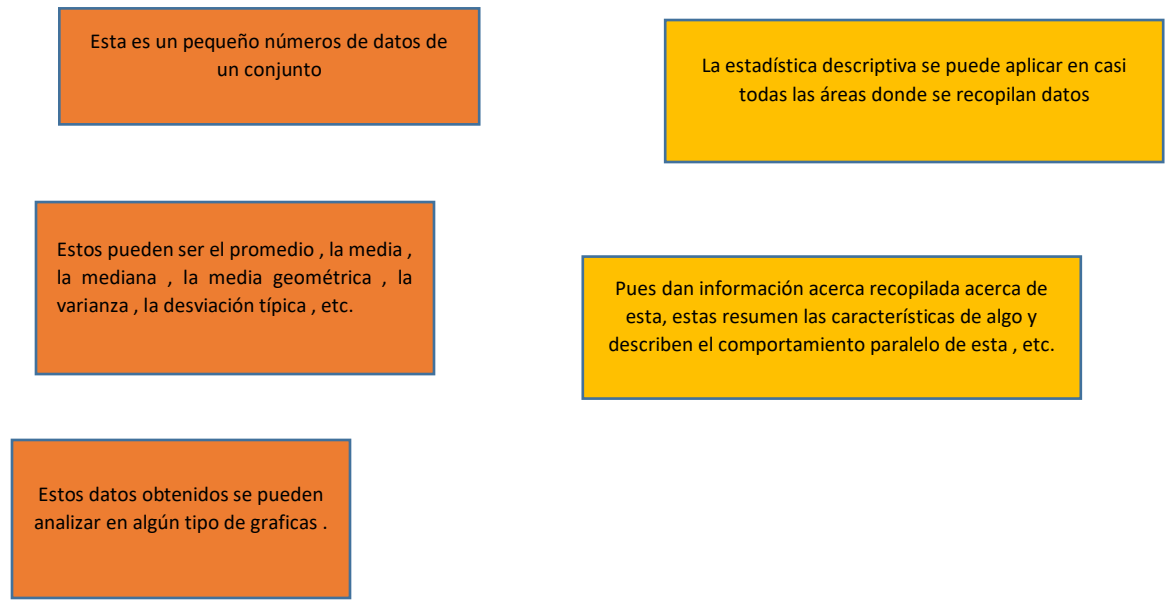 Esta es un pequeño números de datos de
un conjunto
La estadística descriptiva se puede aplicar en casi
todas las áreas donde se recopilan datos
Estos pueden ser el promedio , la media ,
la mediana , la media geométrica , la
varianza , la desviación típica , etc.
Pues dan información acerca recopilada acerca de
esta, estas resumen las características de algo y
describen el comportamiento paralelo de esta , etc.
Estos datos obtenidos se pueden
analizar en algún tipo de graficas .